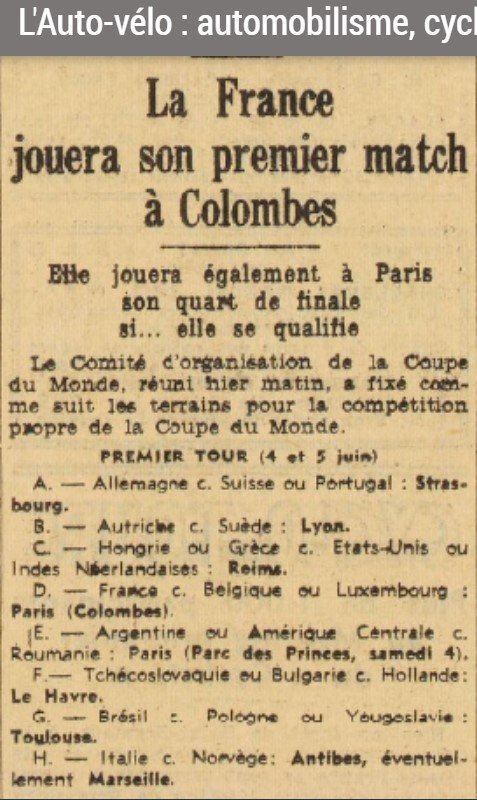 L'Auto-vélo : automobilisme, cycl
La France
jouera son premier match
à Colombes
Elle jouera également à Paris
son quart de finale
si... elle se qualifie
Le Comité d'organisation de la Coupe
du Monde, réuni hier matin, a fixé com-
me suit les terrains pour la compétition
propre de la Coupe du Monde.
PREMIER TOUR (4 et 5 juin)
A. — Allemagne c. Suisse ou Portugal : Stras-
bourg.
B. — Autriche c. Suède : Lyon.
C. — Hongrie ou Grèce c. Etats-Unis ou
Indes Néerlandaises : Reims.
D. — France c. Belgique ou Luxembourg :
Paris (Colombes).
E. — Argentine ou Amérique Centrale c.
Roumanie : Paris (Parc des Princes, samedi 4).
F. — Tchécoslovaquie ou Bulgarie c. Hollande:
Le Havre.
G. — Brésil c. Pologne ou Yougoslavie :
Toulouse.
H. — Italie c. Norvège: Antibes, éventuel-
lement Marseille.